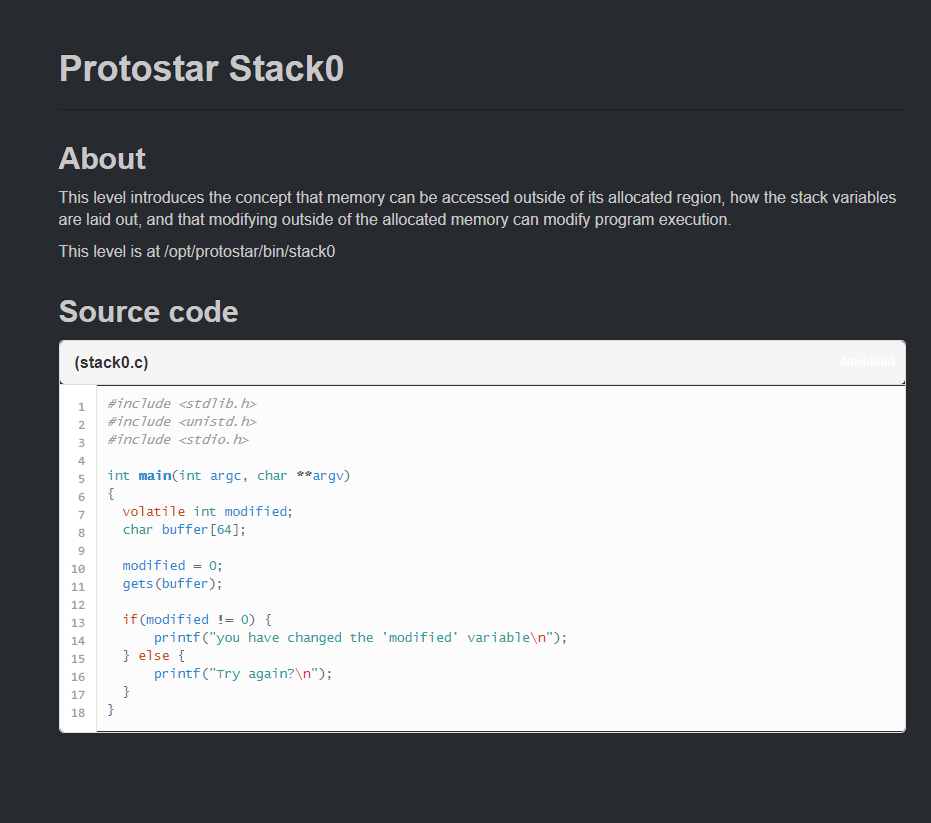 Protostar Stack0
About
This level introduces the concept that memory can be accessed outside of its allocated region, how the stack variables
are laid out, and that modifying outside of the allocated memory can modify program execution.
This level is at /opt/protostar/bin/stack0
Source code
(stack0.c) download
1 #include <stdlib.h>
2 #include <unistd.h>
3 #include <stdio.h>
4
5 int main(int argc, char **argv)
6 {
7   volatile int modified;
8   char buffer[64];
9
10   modified = 0;
11   gets(buffer);
12
13   if(modified != 0) {
14       printf("you have changed the 'modified' variable\n");
15   } else {
16       printf("Try again?\n");
17   }
18 }